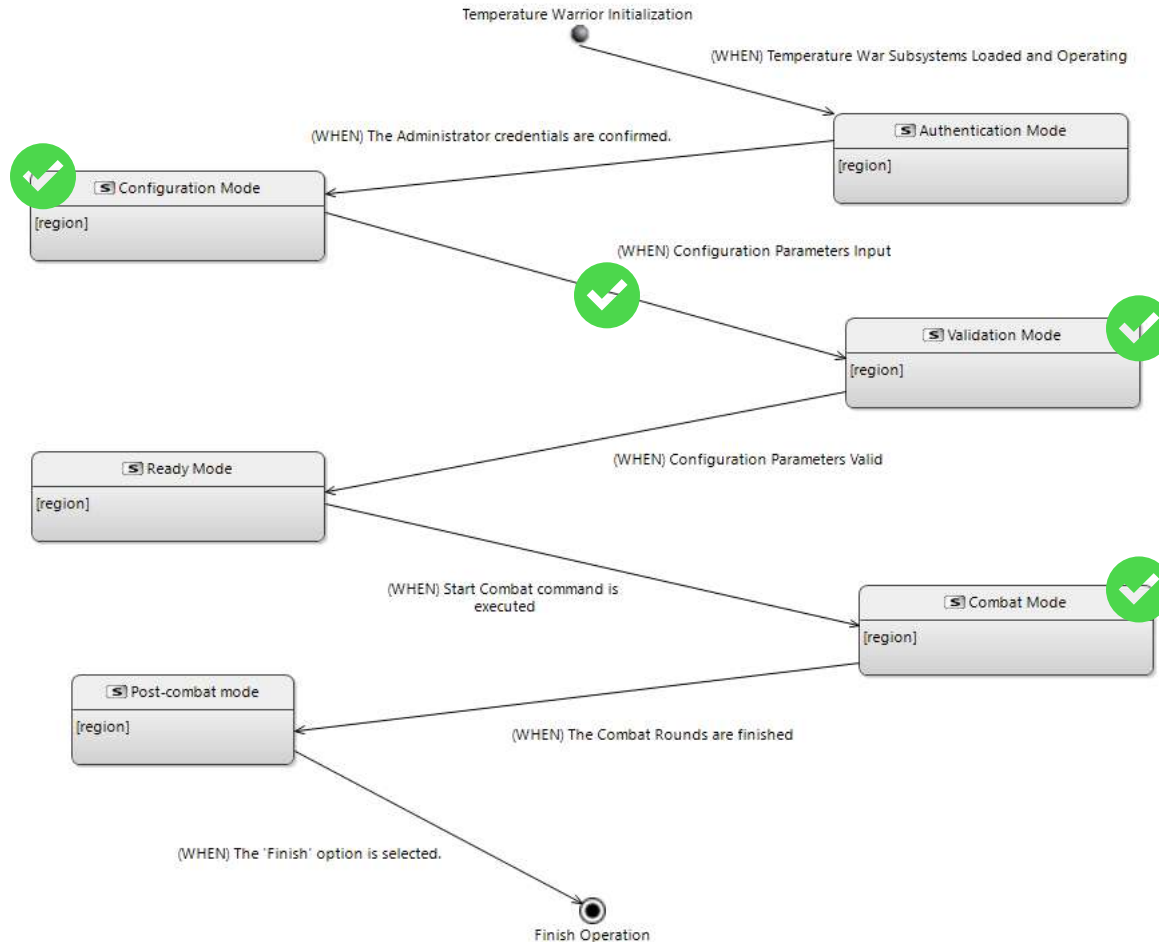 Temperature Warrior Initialization
(WHEN) Temperature War Subsystems Loaded and Operating
S Authentication Mode
[region]
(WHEN) The Administrator credentials are confirmed.
S Configuration Mode
[region]
(WHEN) Configuration Parameters Input
S Validation Mode
[region]
(WHEN) Configuration Parameters Valid
S Ready Mode
[region]
(WHEN) Start Combat command is
executed
S Combat Mode
[region]
(WHEN) The Combat Rounds are finished
S Post-combat mode
[region]
(WHEN) The 'Finish' option is selected.
Finish Operation